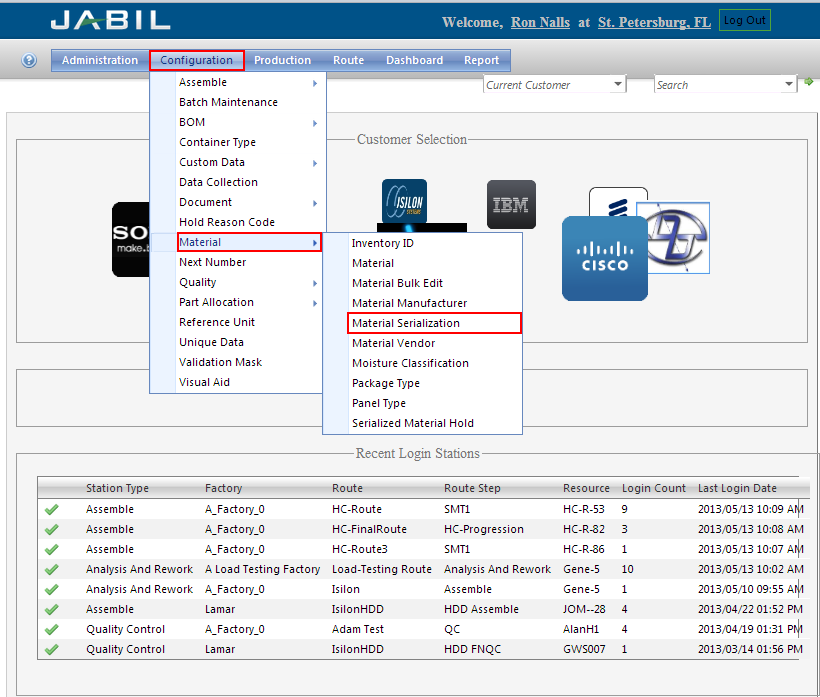 JABIL
Welcome, Ron Nalls at St. Petersburg, FL Log Out
Administration Configuration Production Route Dashboard Report
Current Customer Search
Assemble
Batch Maintenance
BOM
Container Type
Custom Data
Data Collection
Document
Hold Reason Code
Material
Next Number
Quality
Part Allocation
Reference Unit
Unique Data
Validation Mask
Visual Aid
Inventory ID
Material
Material Bulk Edit
Material Manufacturer
Material Serialization
Material Vendor
Moisture Classification
Package Type
Panel Type
Serialized Material Hold
Customer Selection
SO
make.b
ISILON
SYSTEMS
IBM
CISCO
Recent Login Stations
Station Type Factory Route Route Step Resource Login Count Last Login Date
Assemble A_Factory_0 HC-Route SMT1 HC-R-53 9 2013/05/13 10:09 AM
Assemble A_Factory_0 HC-FinalRoute HC-Progression HC-R-82 3 2013/05/13 10:08 AM
Assemble A_Factory_0 HC-Route3 SMT1 HC-R-86 1 2013/05/13 10:07 AM
Analysis And Rework A Load Testing Factory Load-Testing Route Analysis And Rework Gene-5 10 2013/05/13 10:02 AM
Analysis And Rework A_Factory_0 Isilon Assemble Gene-5 1 2013/05/10 09:55 AM
Assemble Lamar IsilonHDD HDD Assemble JOM--28 4 2013/04/22 01:52 PM
Quality Control A_Factory_0 Adam Test QC AlanH1 4 2013/04/19 01:31 PM
Quality Control Lamar IsilonHDD HDD FNQC GWS007 1 2013/03/14 01:56 PM